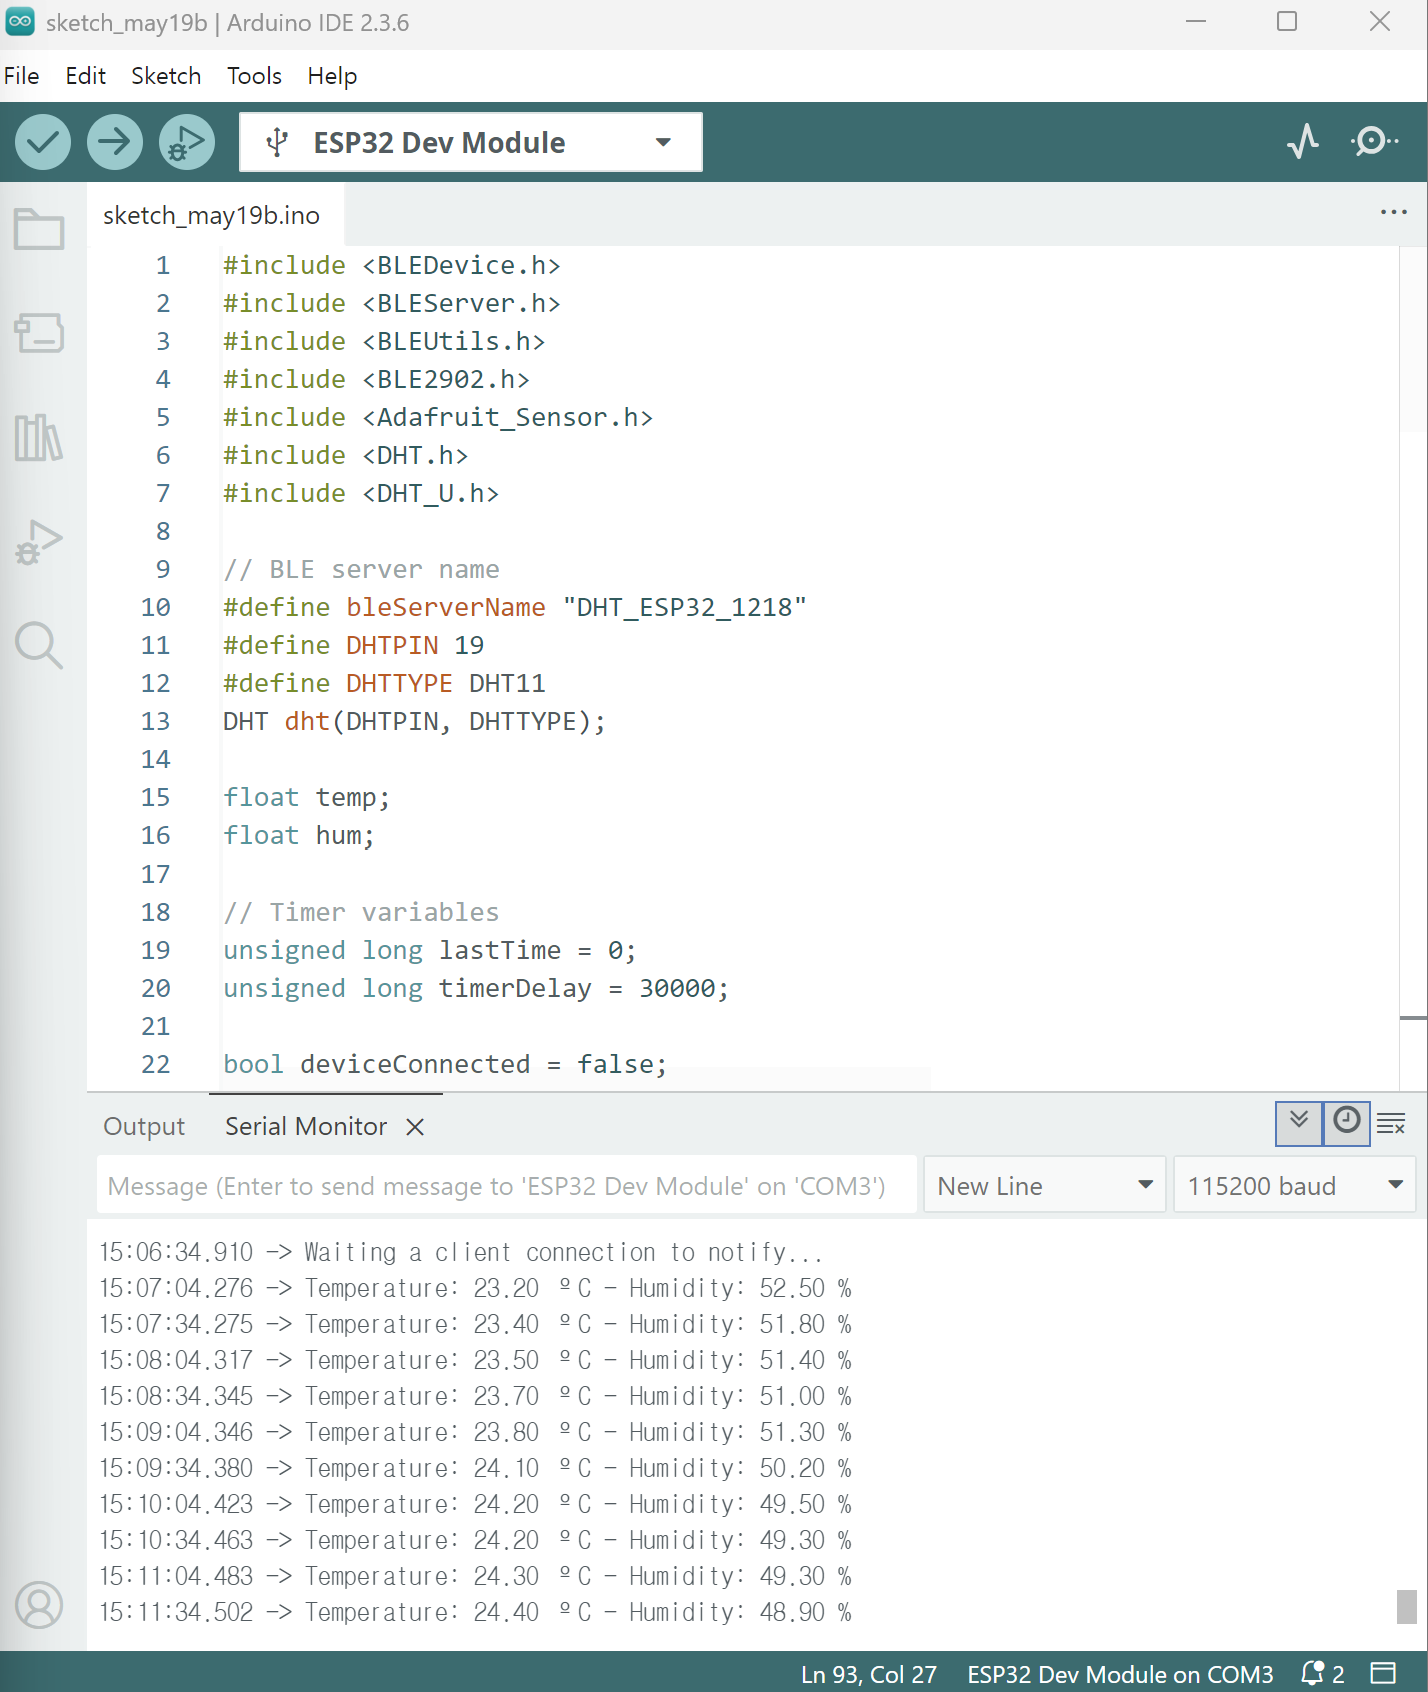 sketch_may19b | Arduino IDE 2.3.6
File Edit Sketch Tools Help
ESP32 Dev Module
sketch_may19b.ino
1 #include <BLEDevice.h>
2 #include <BLEServer.h>
3 #include <BLEUtils.h>
4 #include <BLE2902.h>
5 #include <Adafruit_Sensor.h>
6 #include <DHT.h>
7 #include <DHT_U.h>
8
9 // BLE server name
10 #define bleServerName "DHT_ESP32_1218"
11 #define DHTPIN 19
12 #define DHTTYPE DHT11
13 DHT dht(DHTPIN, DHTTYPE);
14
15 float temp;
16 float hum;
17
18 // Timer variables
19 unsigned long lastTime = 0;
20 unsigned long timerDelay = 30000;
21
22 bool deviceConnected = false;
Output Serial Monitor
Message (Enter to send message to 'ESP32 Dev Module' on 'COM3') New Line 115200 baud
15:06:34.910 -> Waiting a client connection to notify...
15:07:04.276 -> Temperature: 23.20 ºC - Humidity: 52.50 %
15:07:34.275 -> Temperature: 23.40 ºC - Humidity: 51.80 %
15:08:04.317 -> Temperature: 23.50 ºC - Humidity: 51.40 %
15:08:34.345 -> Temperature: 23.70 ºC - Humidity: 51.00 %
15:09:04.346 -> Temperature: 23.80 ºC - Humidity: 51.30 %
15:09:34.380 -> Temperature: 24.10 ºC - Humidity: 50.20 %
15:10:04.423 -> Temperature: 24.20 ºC - Humidity: 49.50 %
15:10:34.463 -> Temperature: 24.20 ºC - Humidity: 49.30 %
15:11:04.483 -> Temperature: 24.30 ºC - Humidity: 49.30 %
15:11:34.502 -> Temperature: 24.40 ºC - Humidity: 48.90 %
Ln 93, Col 27 ESP32 Dev Module on COM3 2